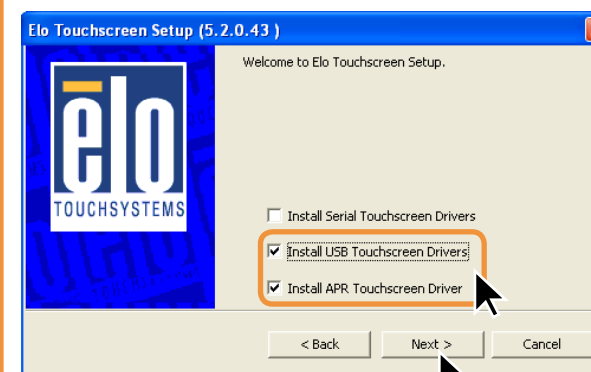 Elo Touchscreen Setup (5.2.0.43 )
Welcome to Elo Touchscreen Setup.
ēlo
TOUCHSYSTEMS
Install Serial Touchscreen Drivers
Install USB Touchscreen Drivers
Install APR Touchscreen Driver
< Back
Next >
Cancel